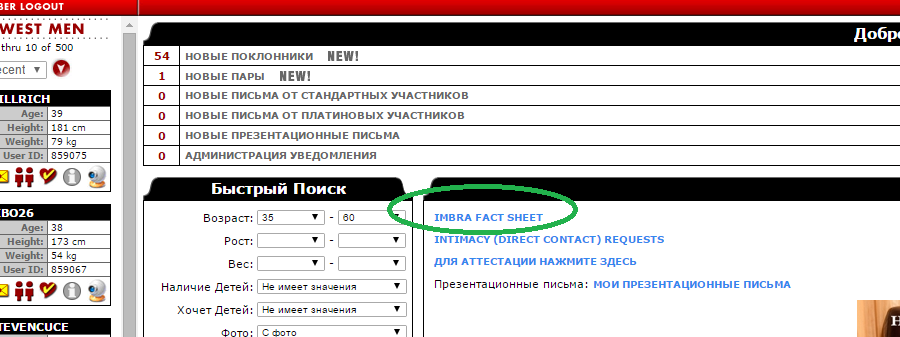 BER LOGOUT
WEST MEN
thru 10 of 500
ecent
ILLRICH
Age: 39
Height: 181 cm
Weight: 79 kg
User ID: 859075
BO26
Age: 38
Height: 173 cm
Weight: 54 kg
User ID: 859067
TEVENCUCE
Добро
54 НОВЫЕ ПОКЛОННИКИ NEW!
1 НОВЫЕ ПАРЫ NEW!
0 НОВЫЕ ПИСЬМА ОТ СТАНДАРТНЫХ УЧАСТНИКОВ
0 НОВЫЕ ПИСЬМА ОТ ПЛАТИНОВЫХ УЧАСТНИКОВ
0 НОВЫЕ ПРЕЗЕНТАЦИОННЫЕ ПИСЬМА
0 АДМИНИСТРАЦИЯ УВЕДОМЛЕНИЯ
Быстрый Поиск
Возраст: 35 - 60
Рост: -
Вес: -
Наличие Детей: Не имеет значения
Хочет Детей: Не имеет значения
Фото: С фото
IMBRA FACT SHEET
INTIMACY (DIRECT CONTACT) REQUESTS
ДЛЯ АТТЕСТАЦИИ НАЖМИТЕ ЗДЕСЬ
Презентационные письма: МОИ ПРЕЗЕНТАЦИОННЫЕ ПИСЬМА